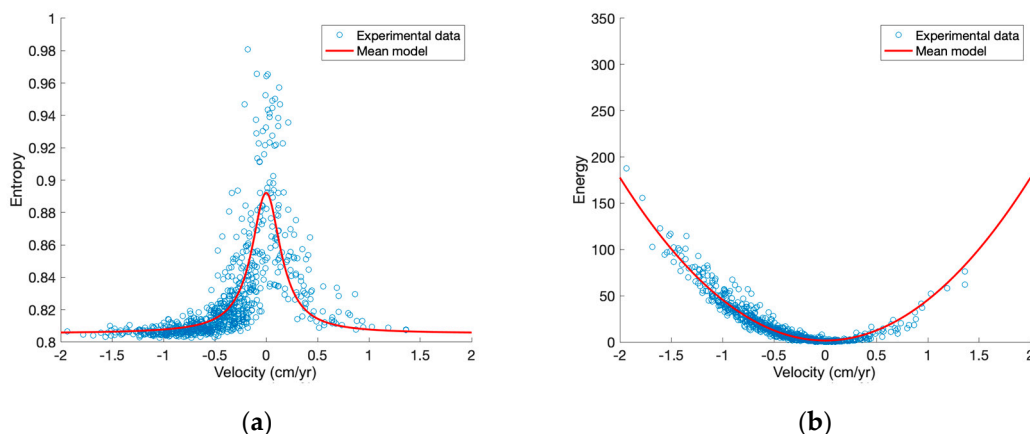 1
0.98
0.96
0.94
0.92
0.9
0.88
0.86
0.84
0.82
0.8
Entropy
-2 -1.5 -1 -0.5 0 0.5 1 1.5 2
Velocity (cm/yr)
Experimental data
Mean model
(a)
350
300
250
200
150
100
50
0
Energy
-2 -1.5 -1 -0.5 0 0.5 1 1.5 2
Velocity (cm/yr)
Experimental data
Mean model
(b)